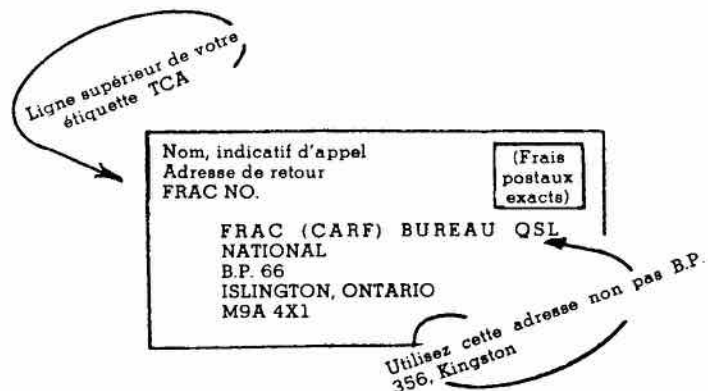 Ligne supérieur de votre
étiquette TCA
Nom, indicatif d'appel
Adresse de retour
FRAC NO.
(Frais
postaux
exacts)
FRAC (CARF) BUREAU QSL
NATIONAL
B.P. 66
ISLINGTON, ONTARIO
M9A 4X1
Utilisez cette adresse non pas B.P.
356, Kingston